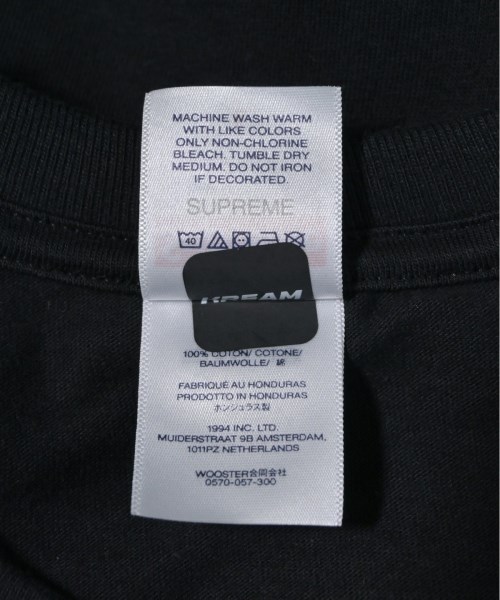 MACHINE WASH WARM
WITH LIKE COLORS
ONLY NON-CHLORINE
BLEACH. TUMBLE DRY
MEDIUM. DO NOT IRON
IF DECORATED.
SUPREME
40
100% COTON/ COTONE/
BAUMWOLLE/ 綿
FABRIQUÉ AU HONDURAS
PRODOTTO IN HONDURAS
ホンジュラス製
1994 INC. LTD.
MUIDERSTRAAT 9B AMSTERDAM,
1011PZ NETHERLANDS
WOOSTER合同会社
0570-057-300